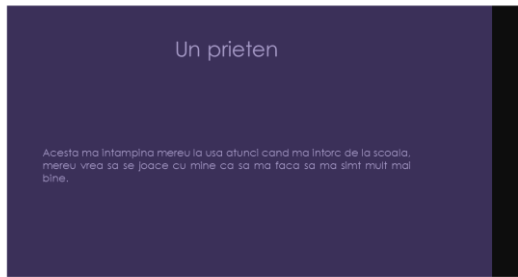 Un prieten
Acesta ma intampina mereu la usa atunci cand ma intorc de la scoala,
mereu vrea sa se joace cu mine ca sa ma faca sa ma simt mult mai
bine.